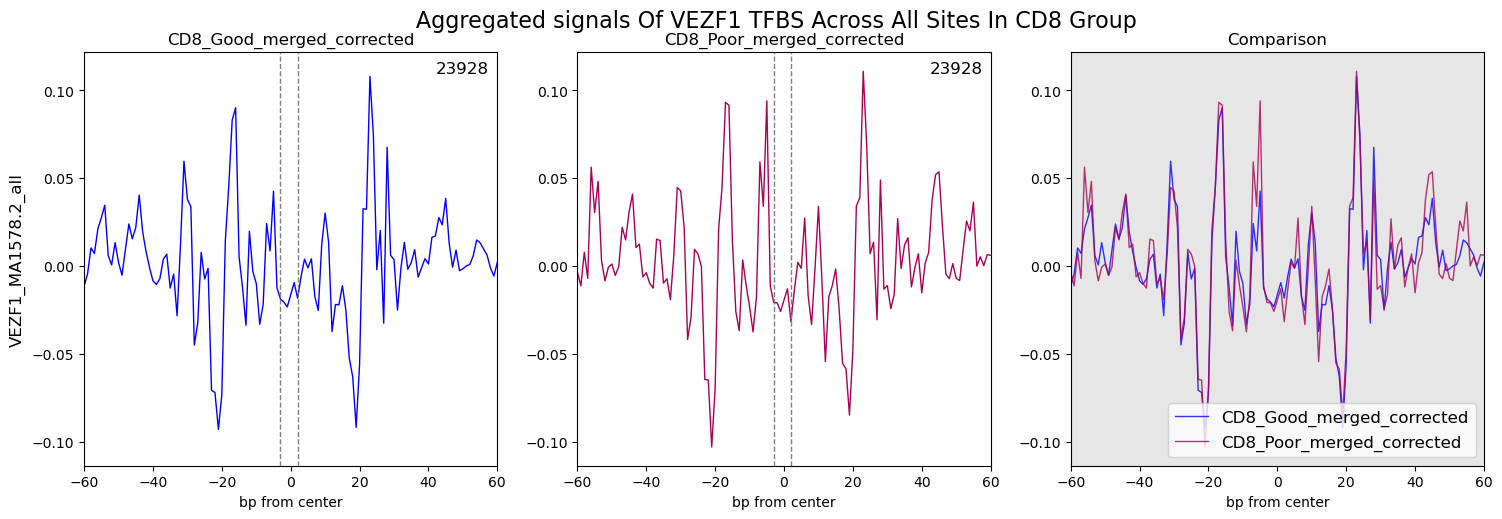 Aggregated signals Of VEZF1 TFBS Across All Sites In CD8 Group
CD8_Good_merged_corrected
CD8_Poor_merged_corrected
Comparison
VEZF1_MA1578.2_all
23928
0.10
0.05
0.00
−0.05
−0.10
−60 −40 −20 0 20 40 60
bp from center
23928
0.10
0.05
0.00
−0.05
−0.10
−60 −40 −20 0 20 40 60
bp from center
0.10
0.05
0.00
−0.05
−0.10
CD8_Good_merged_corrected
CD8_Poor_merged_corrected
−60 −40 −20 0 20 40 60
bp from center